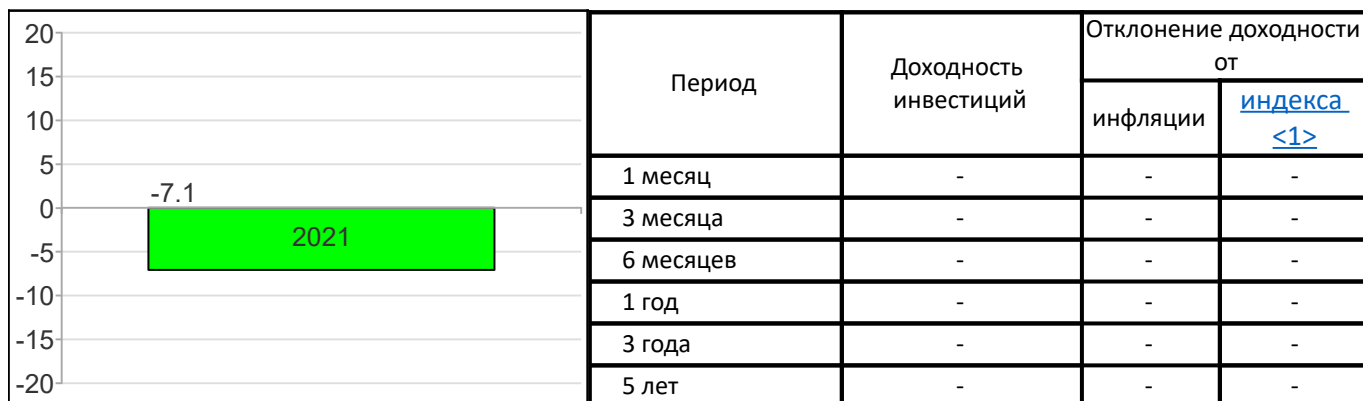 20
15
10
5
0
-5
-10
-15
-20
-7.1
2021
Период
Доходность
инвестиций
Отклонение доходности
от
инфляции
индекса
<1>
1 месяц - - -
3 месяца - - -
6 месяцев - - -
1 год - - -
3 года - - -
5 лет - - -